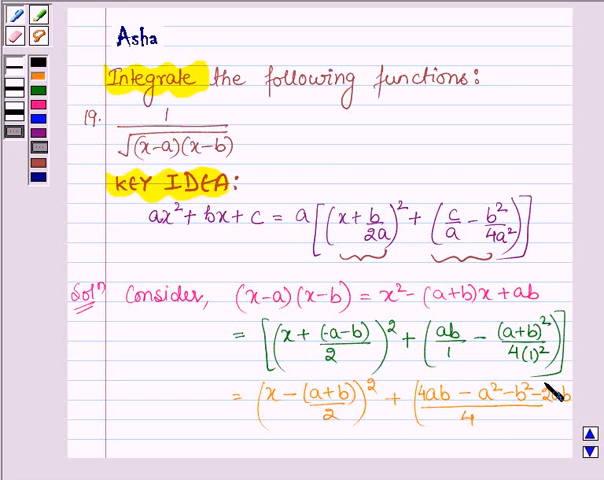 Asha
Integrate the following functions:
19. 1/√(x-a)(x-b)
KEY IDEA:
ax² + bx + c = a[(x + b/2a)² + (c/a - b²/4a²)]
Solⁿ Consider, (x-a)(x-b) = x² - (a+b)x + ab
= [(x + (-a-b)/2)² + (ab/1 - (a+b)²/4(1)²)]
= (x - (a+b)/2)² + (4ab - a² - b² - 2ab/4